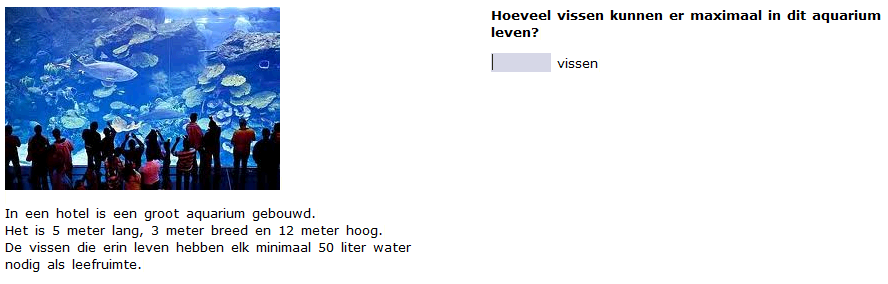 Hoeveel vissen kunnen er maximaal in dit aquarium
leven?
vissen
In een hotel is een groot aquarium gebouwd.
Het is 5 meter lang, 3 meter breed en 12 meter hoog.
De vissen die erin leven hebben elk minimaal 50 liter water
nodig als leefruimte.